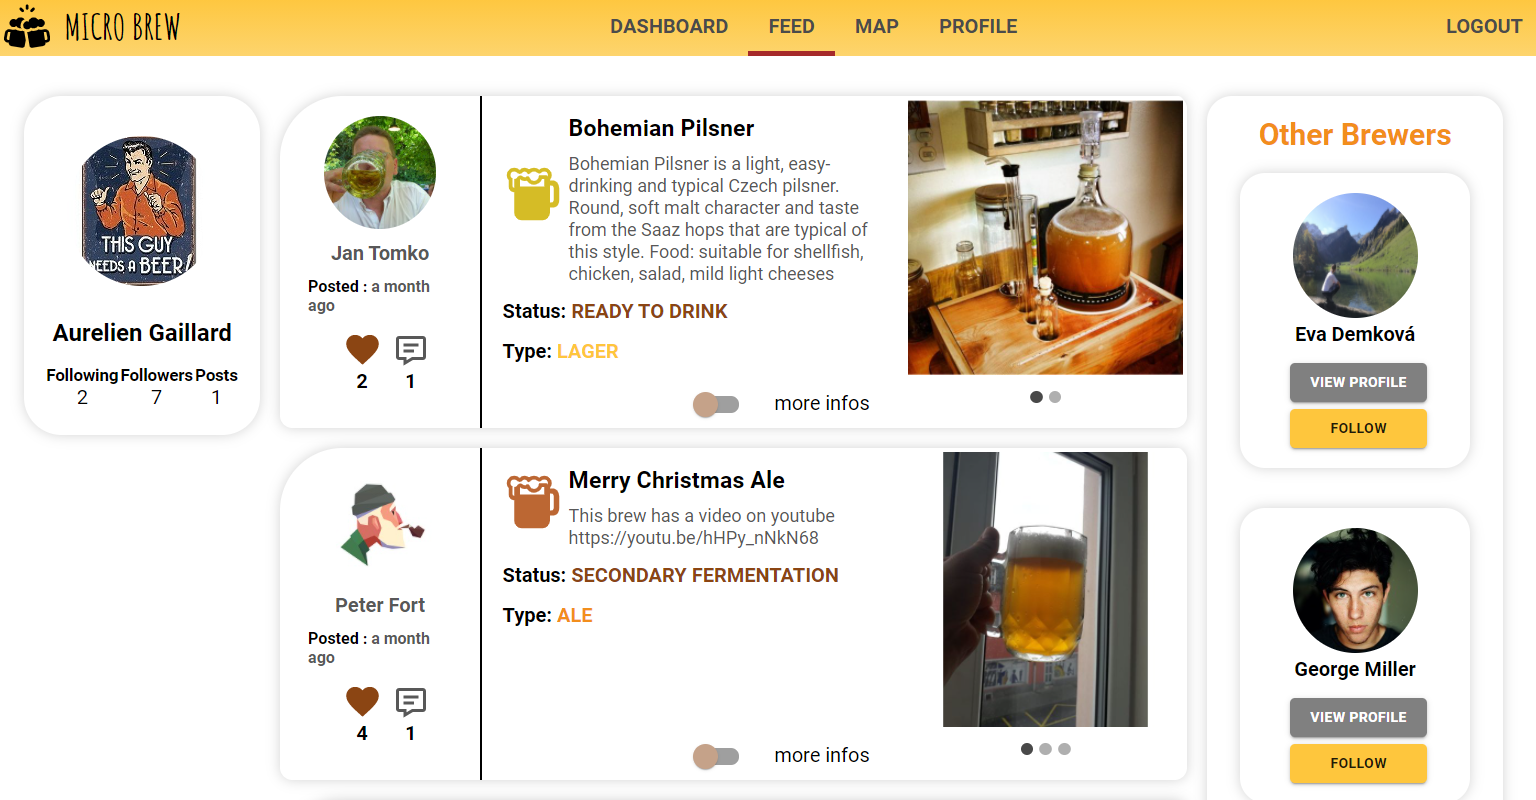 MICRO BREW
DASHBOARD
FEED
MAP
PROFILE
LOGOUT
THIS GUY
NEEDS A BEER!
Aurelien Gaillard
Following Followers Posts
2 7 1
Jan Tomko
Posted : a month
ago
2 1
Bohemian Pilsner
Bohemian Pilsner is a light, easy-
drinking and typical Czech pilsner.
Round, soft malt character and taste
from the Saaz hops that are typical of
this style. Food: suitable for shellfish,
chicken, salad, mild light cheeses
Status: READY TO DRINK
Type: LAGER
more infos
Peter Fort
Posted : a month
ago
4 1
Merry Christmas Ale
This brew has a video on youtube
https://youtu.be/hHPy_nNkN68
Status: SECONDARY FERMENTATION
Type: ALE
more infos
Other Brewers
Eva Demková
VIEW PROFILE
FOLLOW
George Miller
VIEW PROFILE
FOLLOW